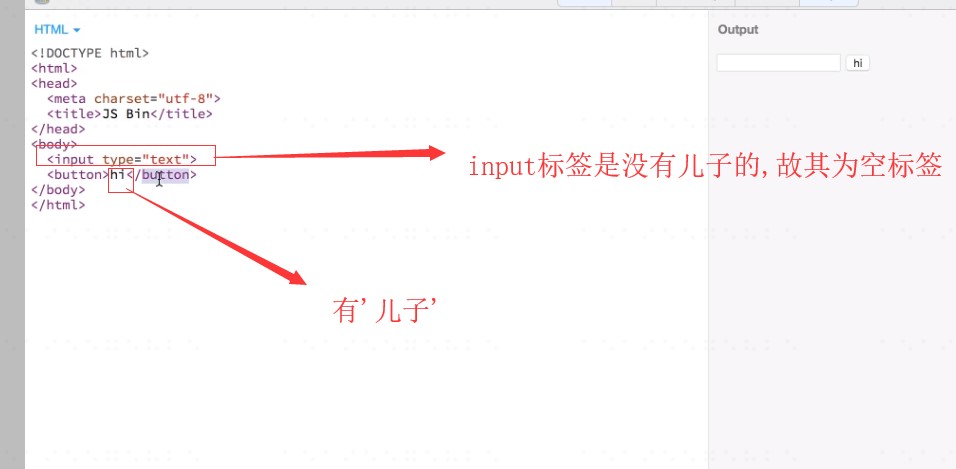 HTML
Output
<!DOCTYPE html>
<html>
<head>
<meta charset="utf-8">
<title>JS Bin</title>
</head>
<body>
<input type="text">
<button>hi</button>
</body>
</html>
hi
input标签是没有儿子的,故其为空标签
有'儿子'